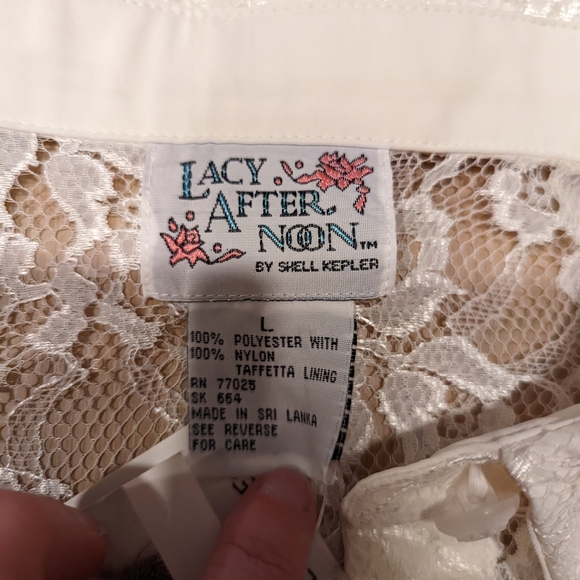 LACY
AFTER
NOON™
BY SHELL KEPLER
L
100% POLYESTER WITH
100% NYLON
TAFFETTA LINING
RN 77025
SK 664
MADE IN SRI LANKA
SEE REVERSE
FOR CARE